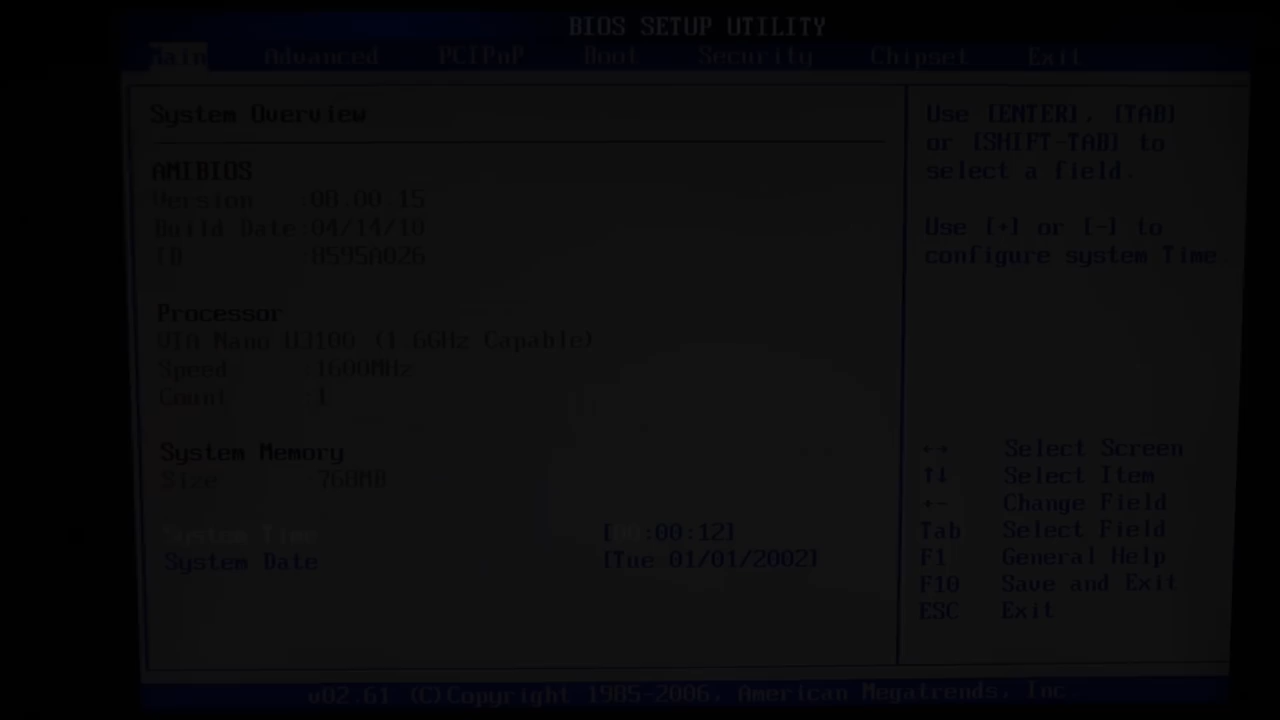 BIOS SETUP UTILITY
Main Advanced PCIPnP Boot Security Chipset Exit
System Overview
AMIBIOS
Version :08.00.15
Build Date:04/14/10
ID :8595A026
Processor
VIA Nano U3100 (1.6GHz Capable)
Speed :1600MHz
Count :1
System Memory
Size :768MB
System Time [00:00:12]
System Date [Tue 01/01/2002]
Use [ENTER], [TAB]
or [SHIFT-TAB] to
select a field.
Use [+] or [-] to
configure system Time.
←→ Select Screen
↑↓ Select Item
+- Change Field
Tab Select Field
F1 General Help
F10 Save and Exit
ESC Exit
v02.61 (C)Copyright 1985-2006, American Megatrends, Inc.